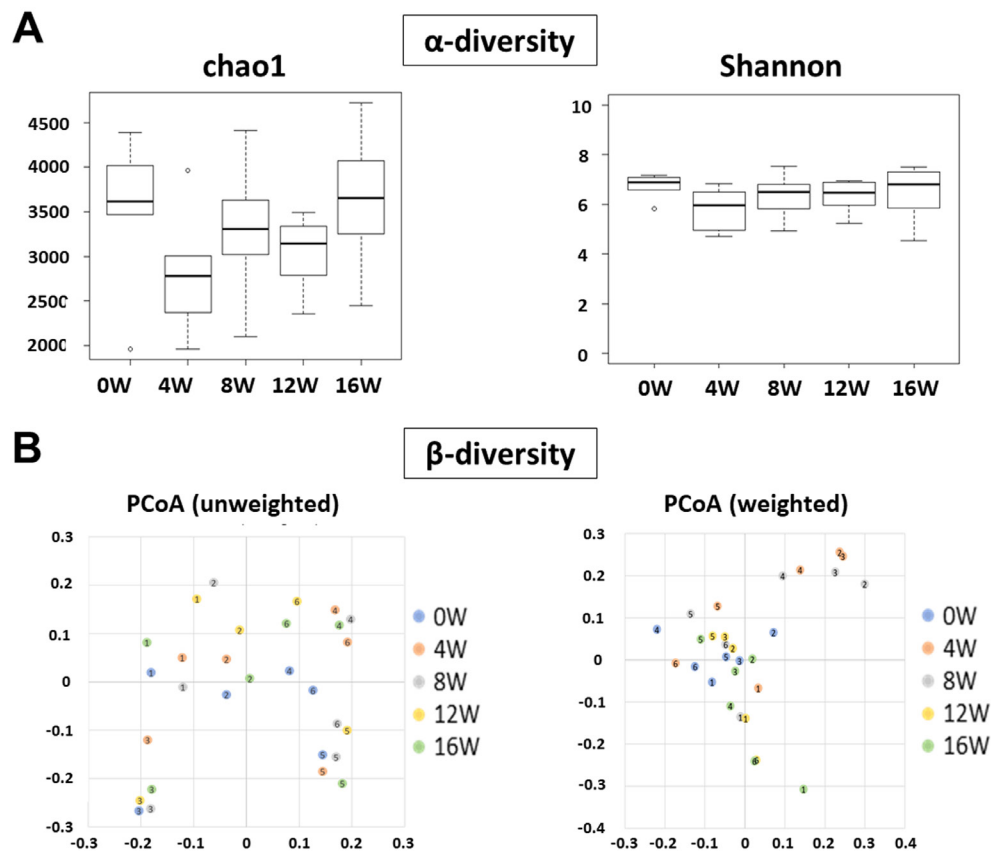 A
α-diversity
chao1
Shannon
4500
4000
3500
3000
2500
2000
0W 4W 8W 12W 16W
10
8
6
4
2
0
0W 4W 8W 12W 16W
B
β-diversity
PCoA (unweighted)
0.3
0.2
0.1
0
-0.1
-0.2
-0.3
-0.3 -0.2 -0.1 0 0.1 0.2 0.3
0W
4W
8W
12W
16W
PCoA (weighted)
0.3
0.2
0.1
0
-0.1
-0.2
-0.3
-0.4
-0.3 -0.2 -0.1 0 0.1 0.2 0.3 0.4
0W
4W
8W
12W
16W